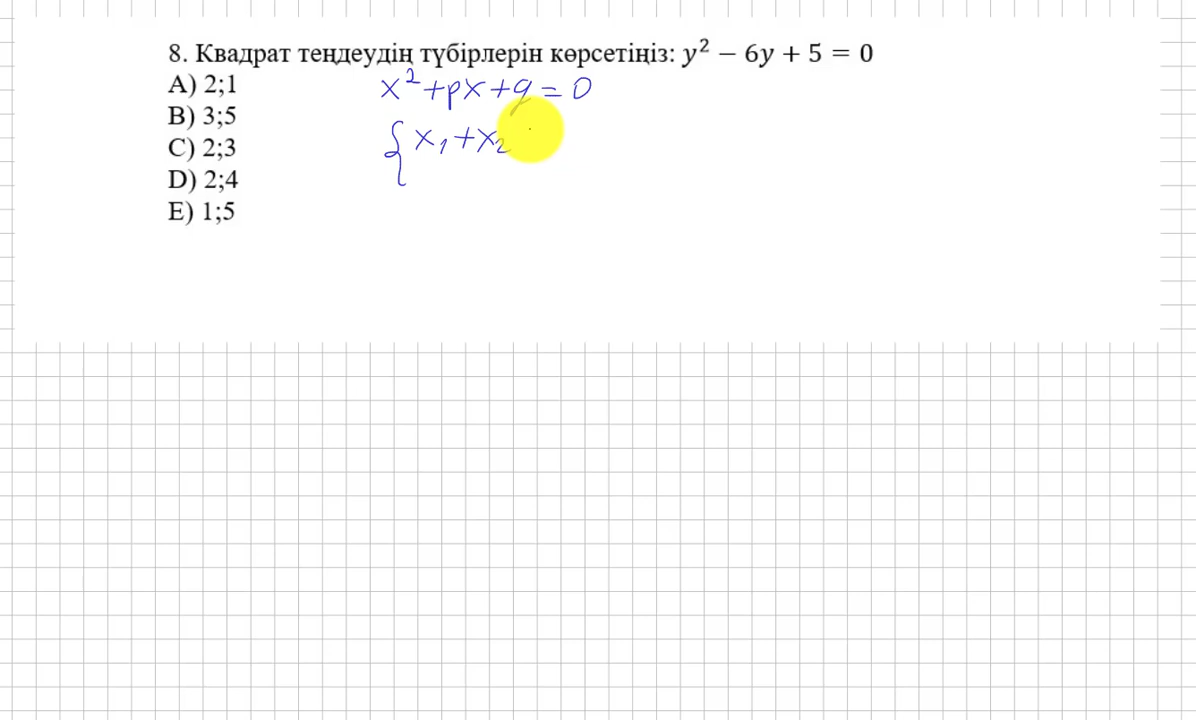 8. Квадрат теңдеудің түбірлерін көрсетіңіз: y² − 6y + 5 = 0
A) 2;1
x² + px + q = 0
B) 3;5
{ x₁ + x₂
C) 2;3
D) 2;4
E) 1;5